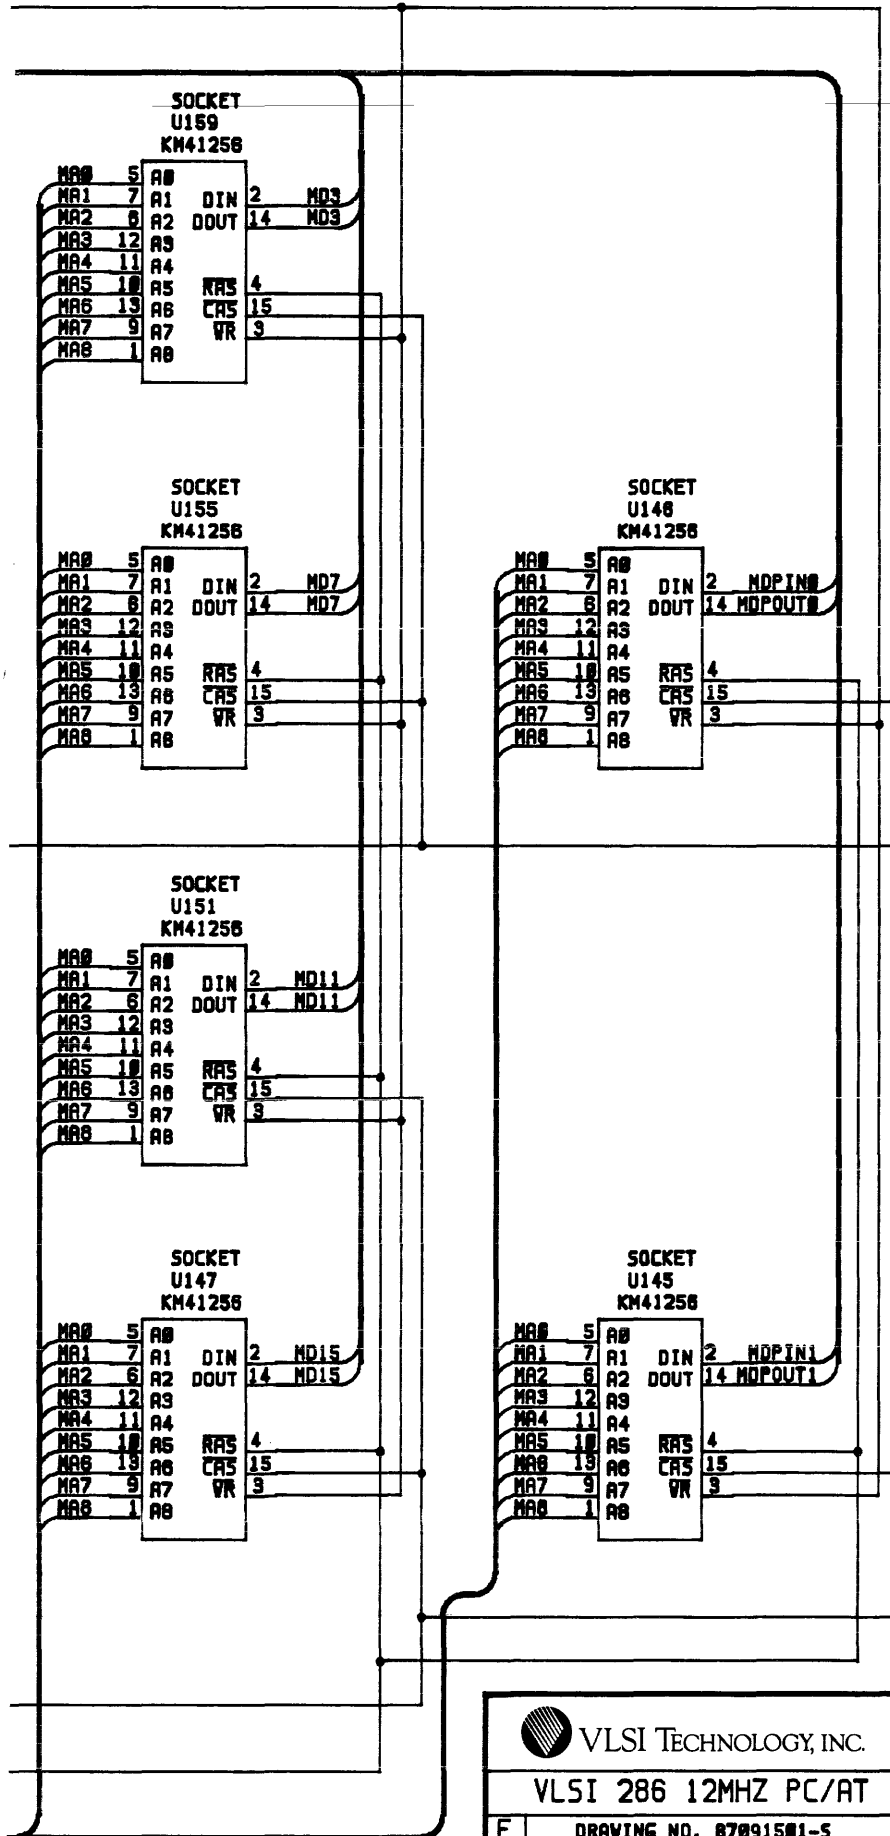 SOCKET
U159
KM41256
MA0 5 A0
MA1 7 A1 DIN 2 MD3
MA2 6 A2 DOUT 14 MD3
MA3 12 A3
MA4 11 A4
MA5 10 A5 RAS 4
MA6 13 A6 CAS 15
MA7 9 A7 WR 3
MA8 1 A8
SOCKET
U155
KM41256
MA0 5 A0
MA1 7 A1 DIN 2 MD7
MA2 6 A2 DOUT 14 MD7
MA3 12 A3
MA4 11 A4
MA5 10 A5 RAS 4
MA6 13 A6 CAS 15
MA7 9 A7 WR 3
MA8 1 A8
SOCKET
U146
KM41256
MA0 5 A0
MA1 7 A1 DIN 2 MDPIN0
MA2 6 A2 DOUT 14 MDPOUT0
MA3 12 A3
MA4 11 A4
MA5 10 A5 RAS 4
MA6 13 A6 CAS 15
MA7 9 A7 WR 3
MA8 1 A8
SOCKET
U151
KM41256
MA0 5 A0
MA1 7 A1 DIN 2 MD11
MA2 6 A2 DOUT 14 MD11
MA3 12 A3
MA4 11 A4
MA5 10 A5 RAS 4
MA6 13 A6 CAS 15
MA7 9 A7 WR 3
MA8 1 A8
SOCKET
U147
KM41256
MA0 5 A0
MA1 7 A1 DIN 2 MD15
MA2 6 A2 DOUT 14 MD15
MA3 12 A3
MA4 11 A4
MA5 10 A5 RAS 4
MA6 13 A6 CAS 15
MA7 9 A7 WR 3
MA8 1 A8
SOCKET
U145
KM41256
MA0 5 A0
MA1 7 A1 DIN 2 MDPIN1
MA2 6 A2 DOUT 14 MDPOUT1
MA3 12 A3
MA4 11 A4
MA5 10 A5 RAS 4
MA6 13 A6 CAS 15
MA7 9 A7 WR 3
MA8 1 A8
VLSI TECHNOLOGY, INC.
VLSI 286 12MHZ PC/AT
DRAWING NO. 87091501-S